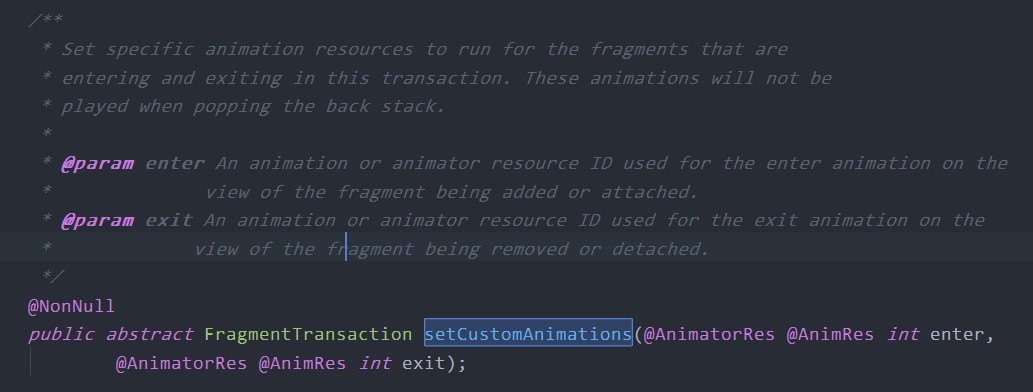 /**
* Set specific animation resources to run for the fragments that are
* entering and exiting in this transaction. These animations will not be
* played when popping the back stack.
*
* @param enter An animation or animator resource ID used for the enter animation on the
* view of the fragment being added or attached.
* @param exit An animation or animator resource ID used for the exit animation on the
* view of the fragment being removed or detached.
*/
@NonNull
public abstract FragmentTransaction setCustomAnimations(@AnimatorRes @AnimRes int enter,
@AnimatorRes @AnimRes int exit);